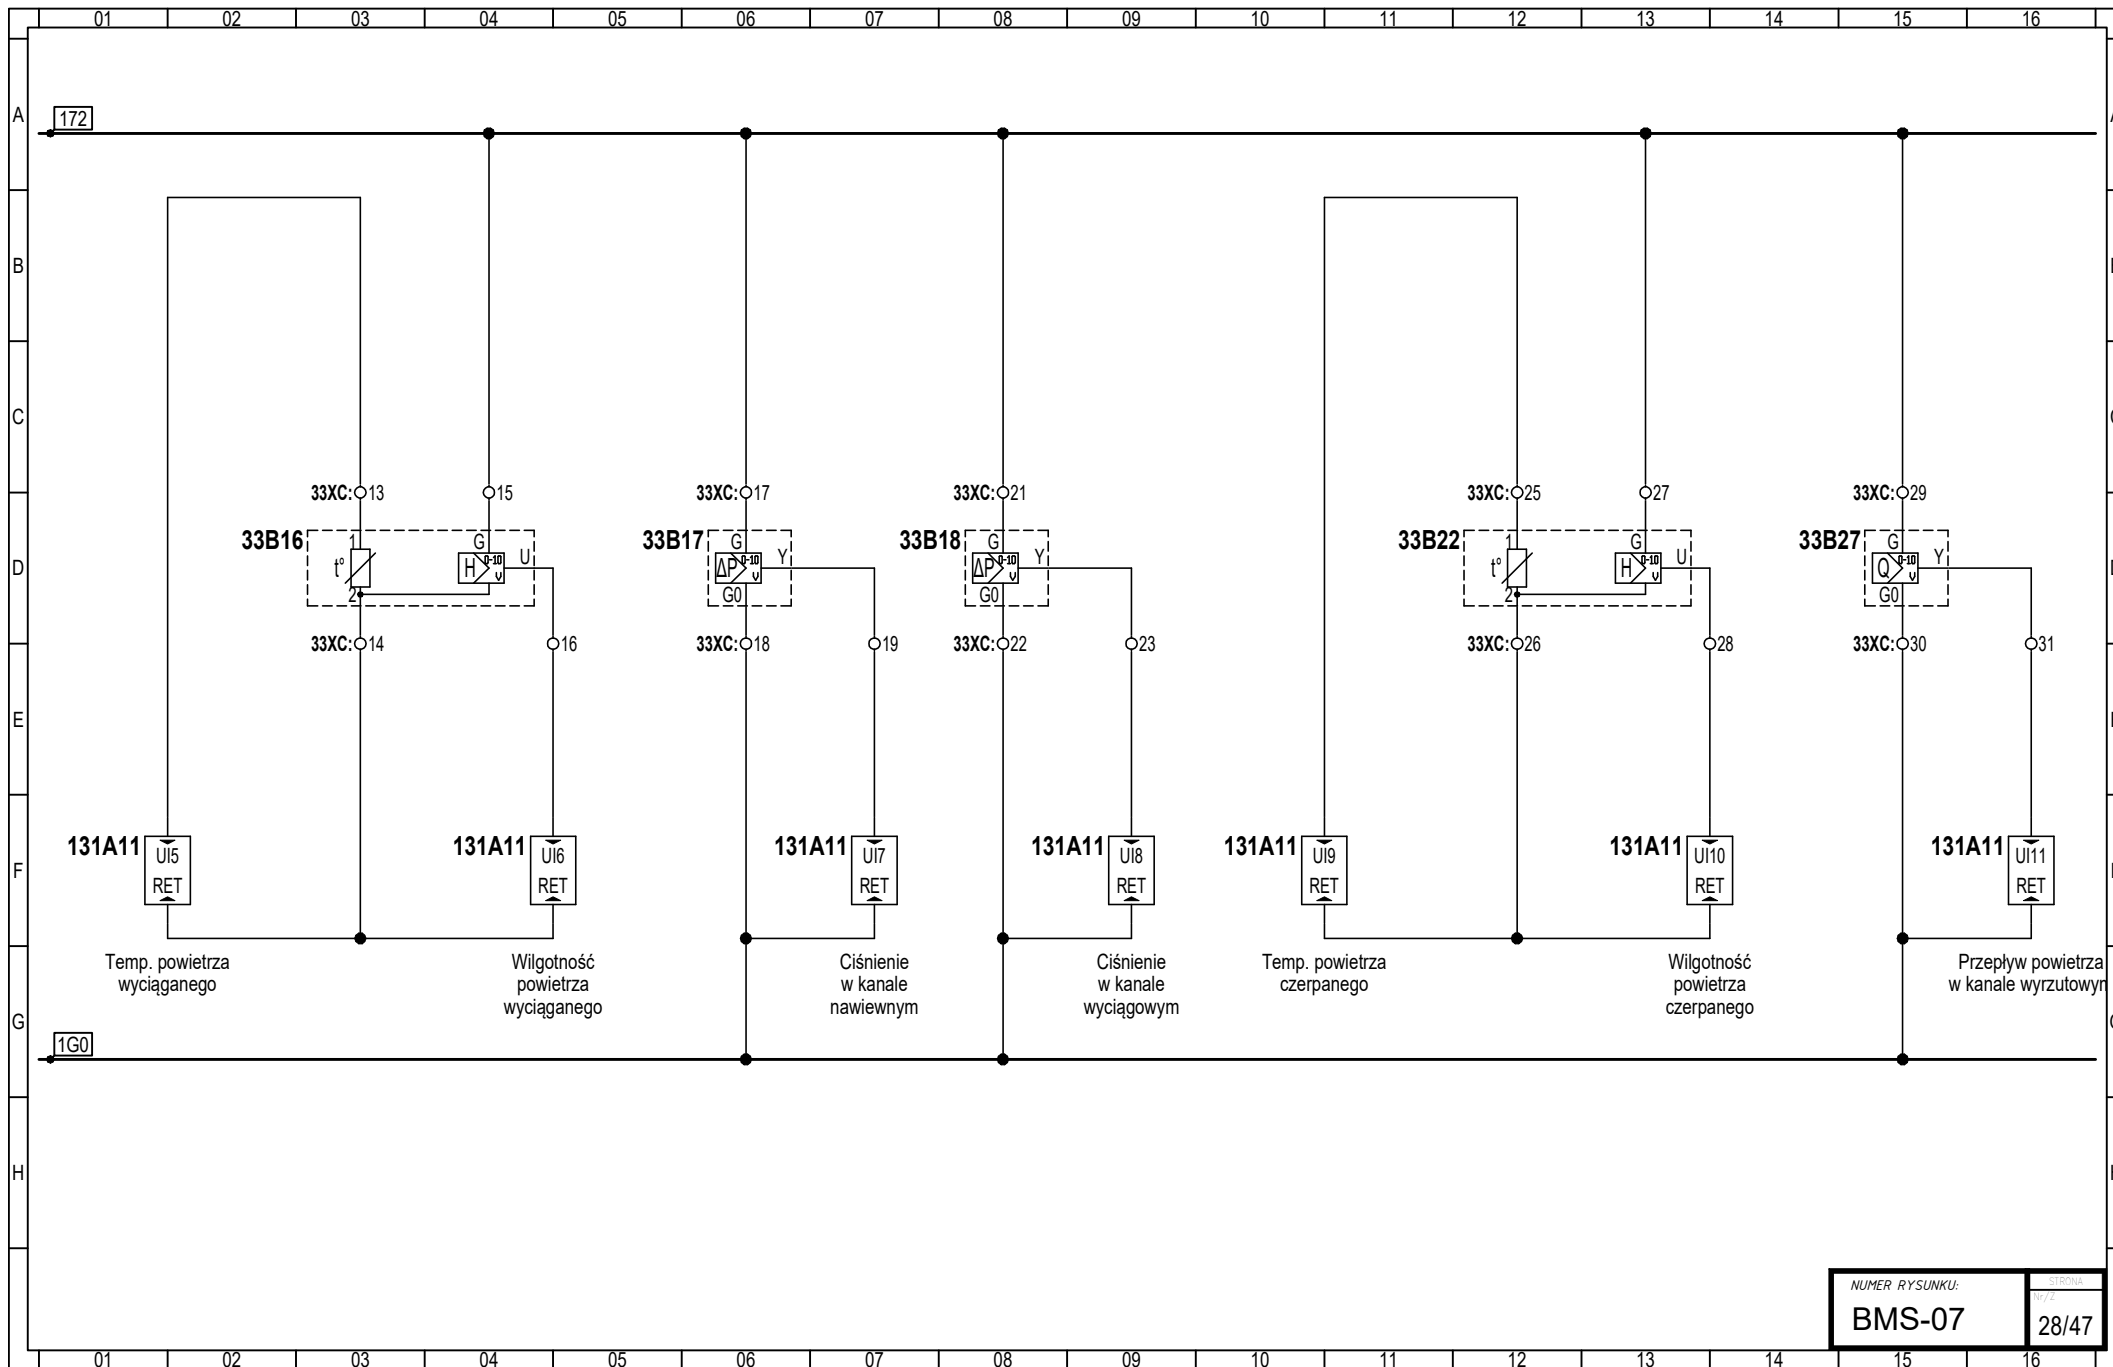 01 02 03 04 05 06 07 08 09 10 11 12 13 14 15 16
A
172
B
C
33XC: 13 15 33XC: 17 33XC: 21 33XC: 25 27 33XC: 29
33B16 1 G 33B17 G 33B18 G 33B22 1 G 33B27 G
D t° H 0-10 V U ΔP 0-10 V Y ΔP 0-10 V Y t° H 0-10 V U Q 0-10 V Y
2 G0 G0 2 G0
33XC: 14 16 33XC: 18 19 33XC: 22 23 33XC: 26 28 33XC: 30 31
E
131A11 UI5 131A11 UI6 131A11 UI7 131A11 UI8 131A11 UI9 131A11 UI10 131A11 UI11
F
RET RET RET RET RET RET RET
Temp. powietrza
wyciąganego
Wilgotność
powietrza
wyciąganego
Ciśnienie
w kanale
nawiewnym
Ciśnienie
w kanale
wyciągowym
Temp. powietrza
czerpanego
Wilgotność
powietrza
czerpanego
Przepływ powietrza
w kanale wyrzutowym
G
1G0
H
NUMER RYSUNKU:
BMS-07
STRONA
Nr/Z
28/47
01 02 03 04 05 06 07 08 09 10 11 12 13 14 15 16